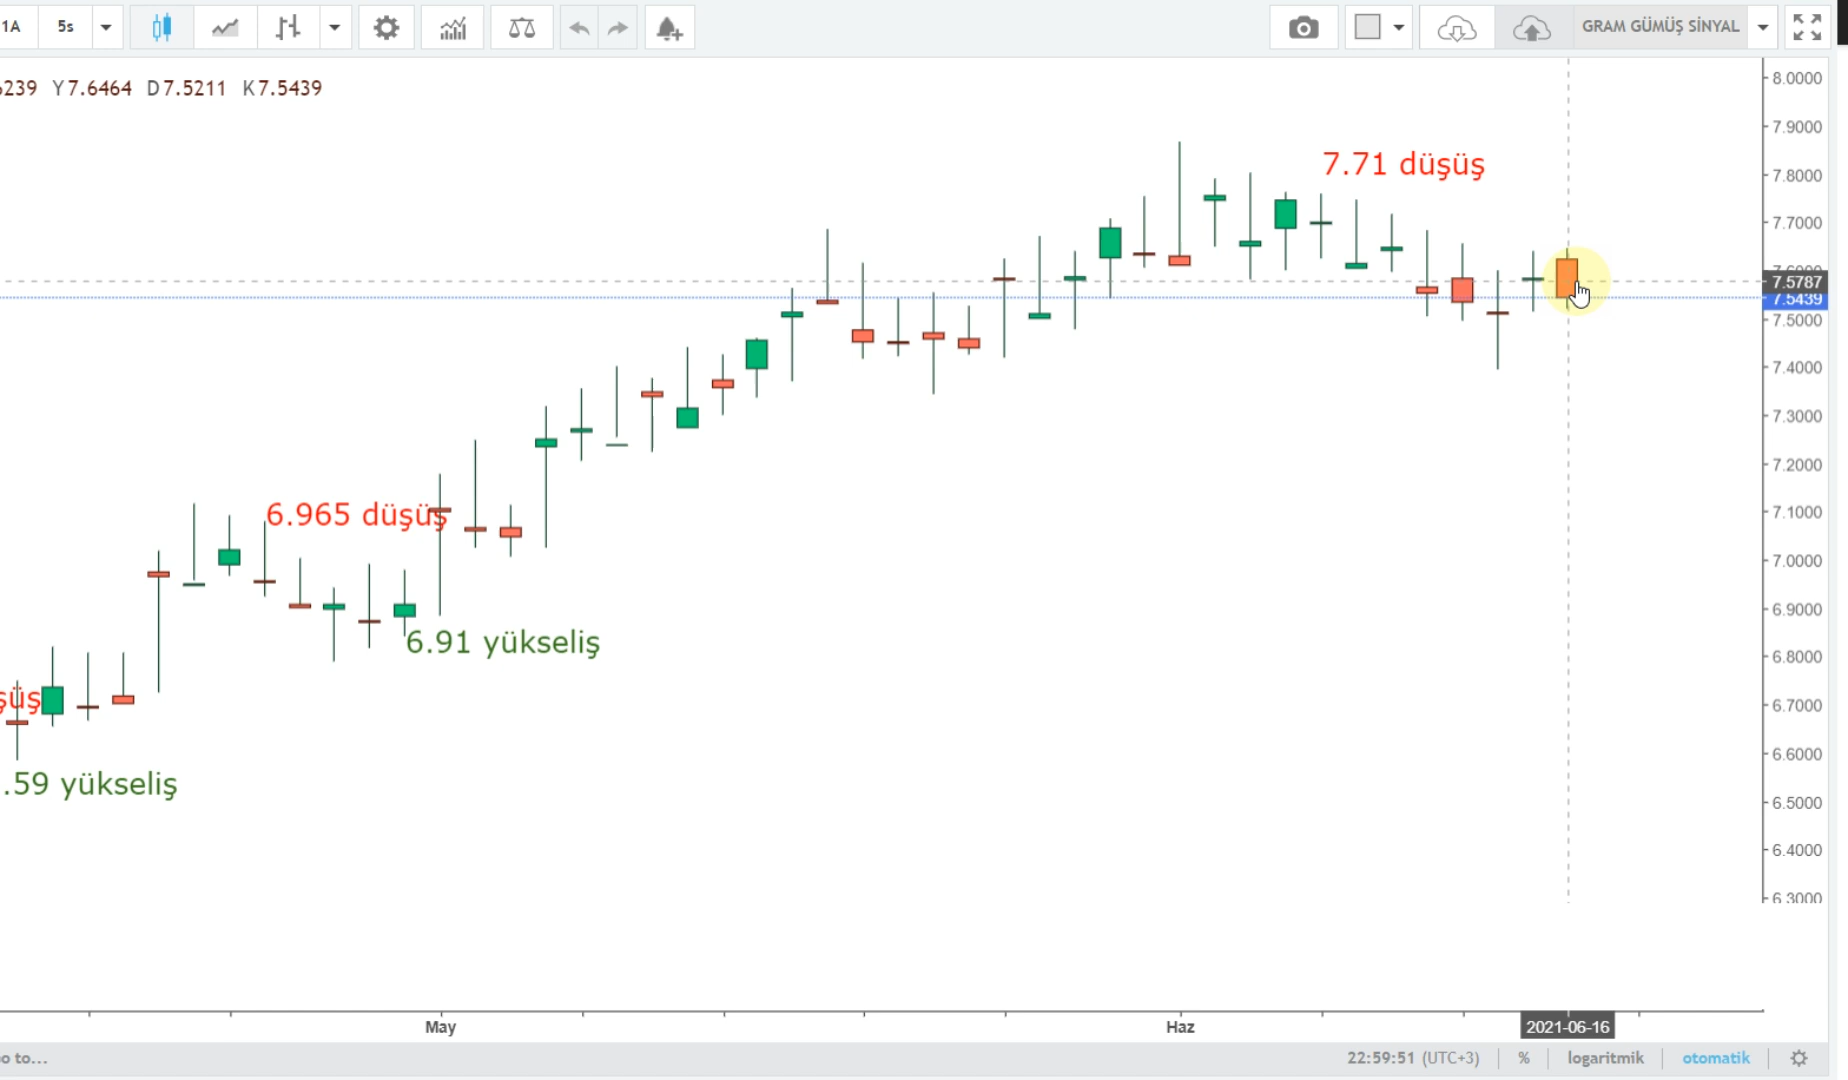 1A 5s GRAM GÜMÜŞ SİNYAL
6239 Y7.6464 D7.5211 K7.5439
8.0000
7.9000
7.71 düşüş
7.8000
7.7000
7.5787
7.5439
7.5000
7.4000
7.3000
7.2000
6.965 düşüş
7.1000
7.0000
6.9000
6.91 yükseliş
6.8000
şüş
6.7000
6.6000
.59 yükseliş
6.5000
6.4000
6.3000
May Haz 2021-06-16
o to... 22:59:51 (UTC+3) % logaritmik otomatik